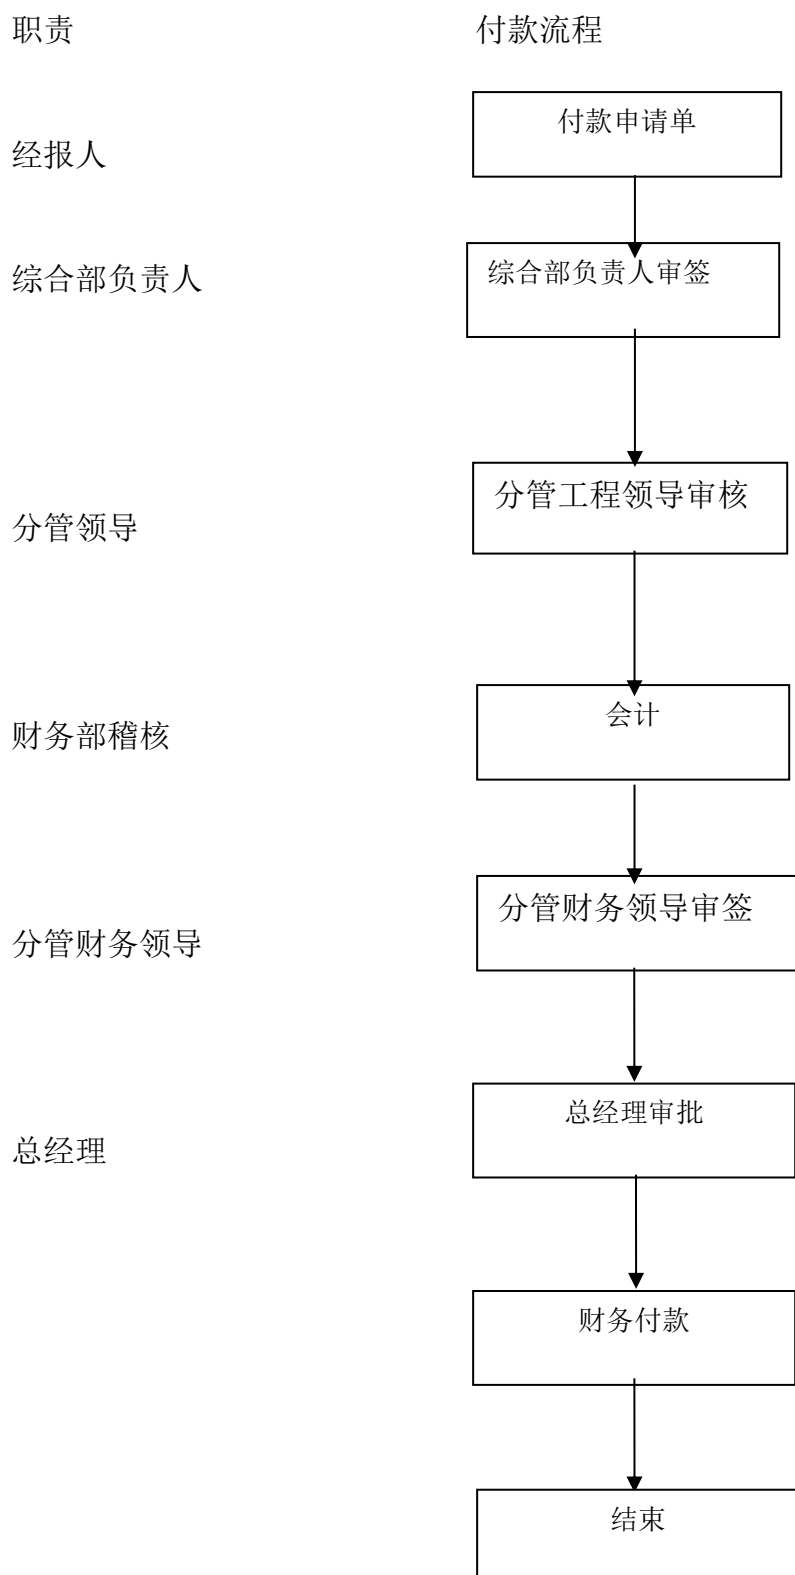 职责 付款流程
付款申请单
经报人
综合部负责人 综合部负责人审签
分管工程领导审核
分管领导
会计
财务部稽核
分管财务领导审签
分管财务领导
总经理审批
总经理
财务付款
结束